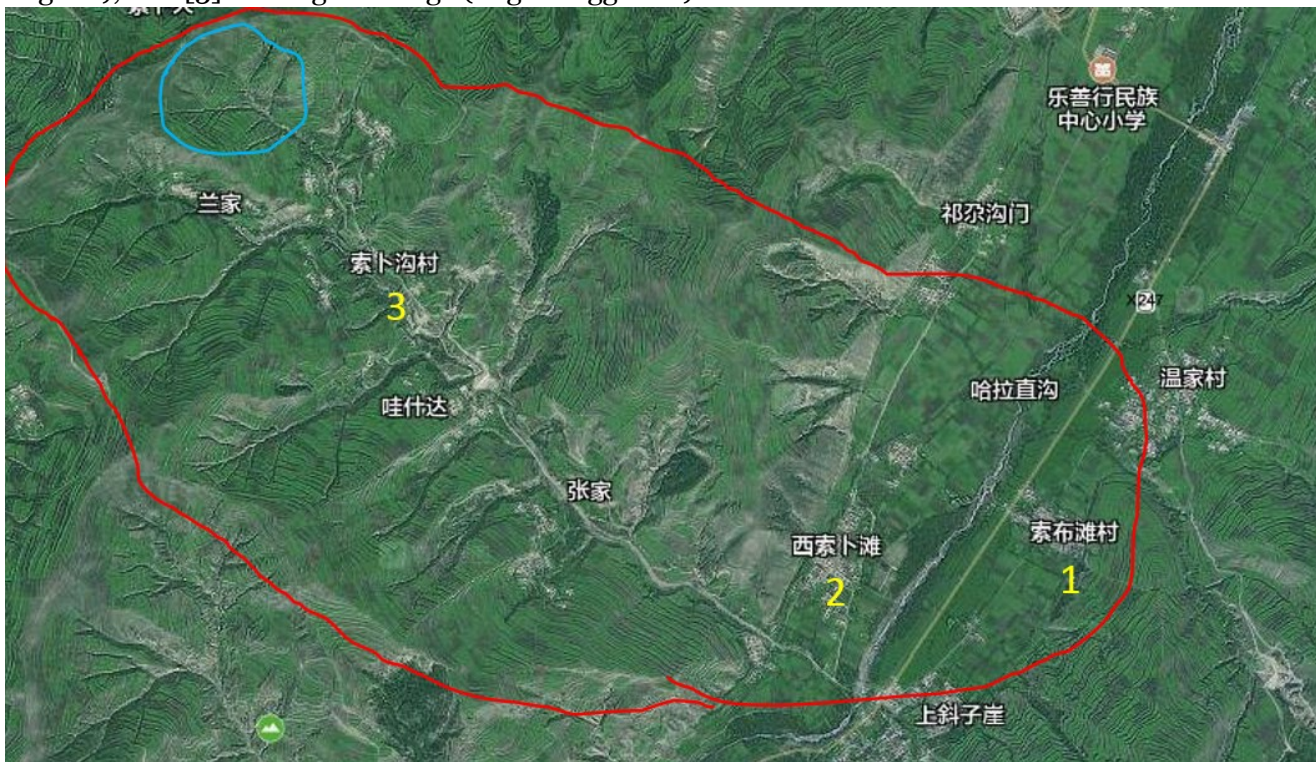 乐善行民族
中心小学
兰家
祁尕沟门
索卜沟村
3
X247
温家村
哈拉直沟
哇什达
张家
索布滩村
西索卜滩
1
2
上斜子崖